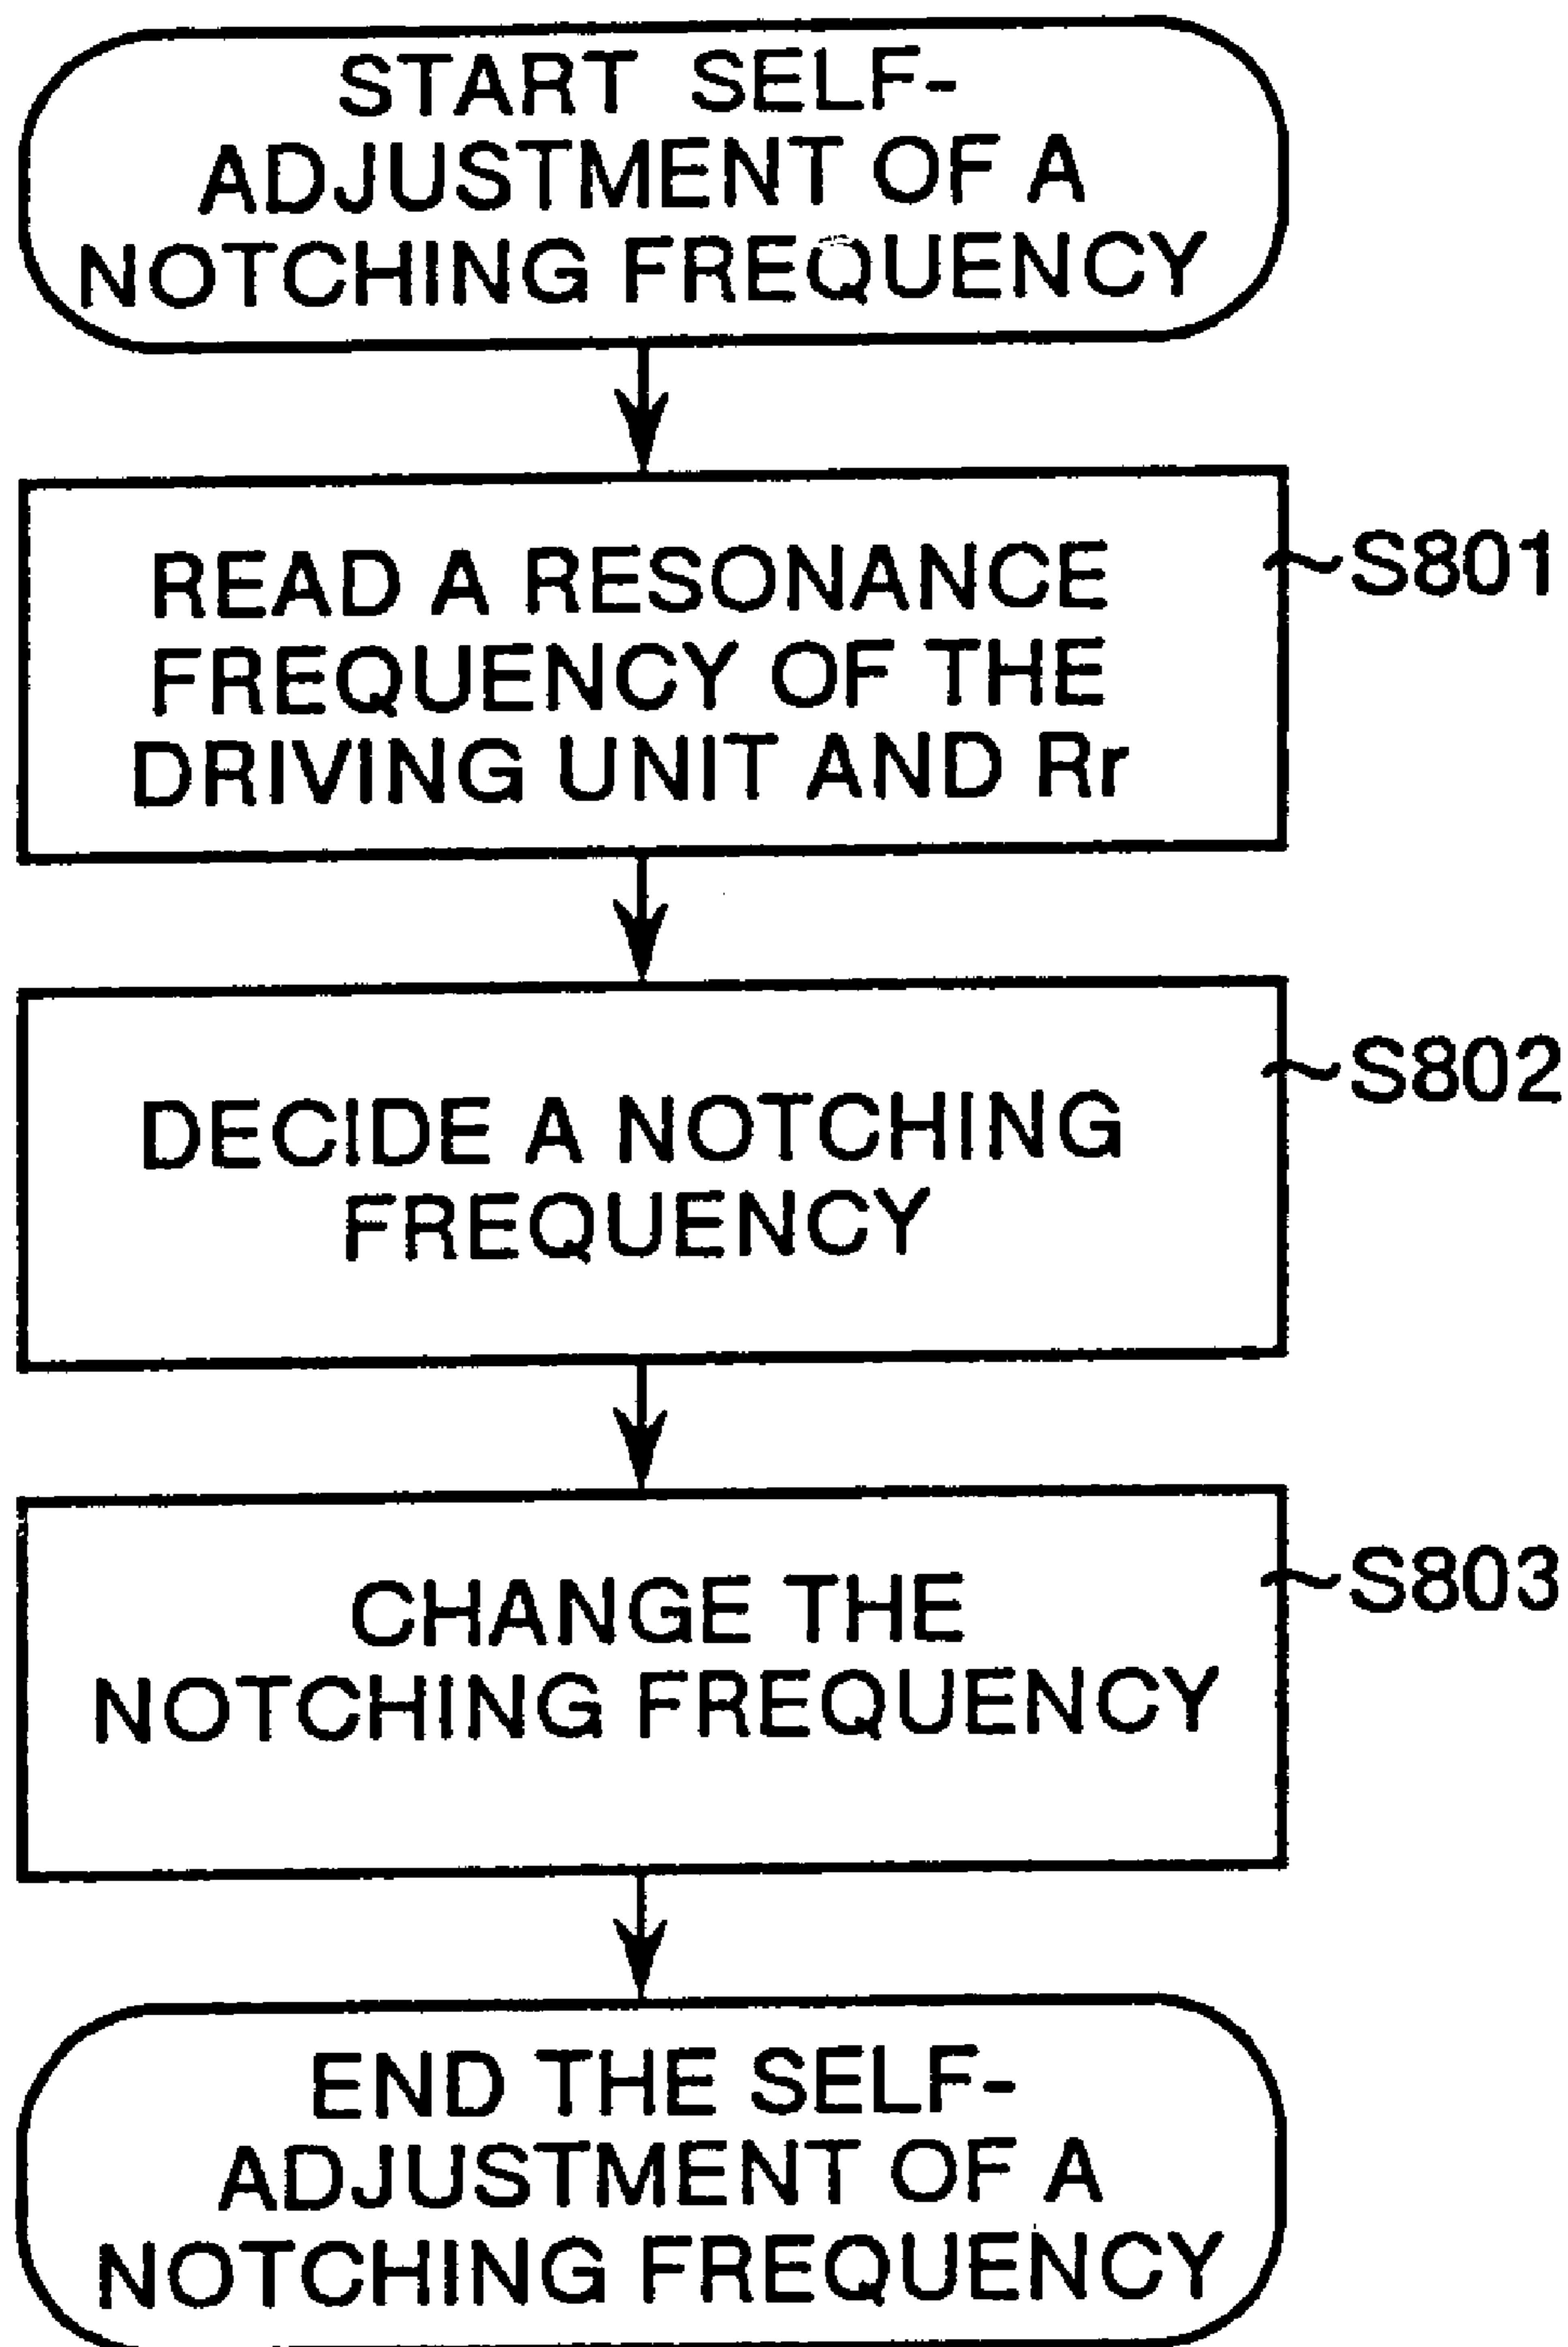 START SELF-
ADJUSTMENT OF A
NOTCHING FREQUENCY
READ A RESONANCE
FREQUENCY OF THE
DRIVING UNIT AND Rr
S801
DECIDE A NOTCHING
FREQUENCY
S802
CHANGE THE
NOTCHING FREQUENCY
S803
END THE SELF-
ADJUSTMENT OF A
NOTCHING FREQUENCY